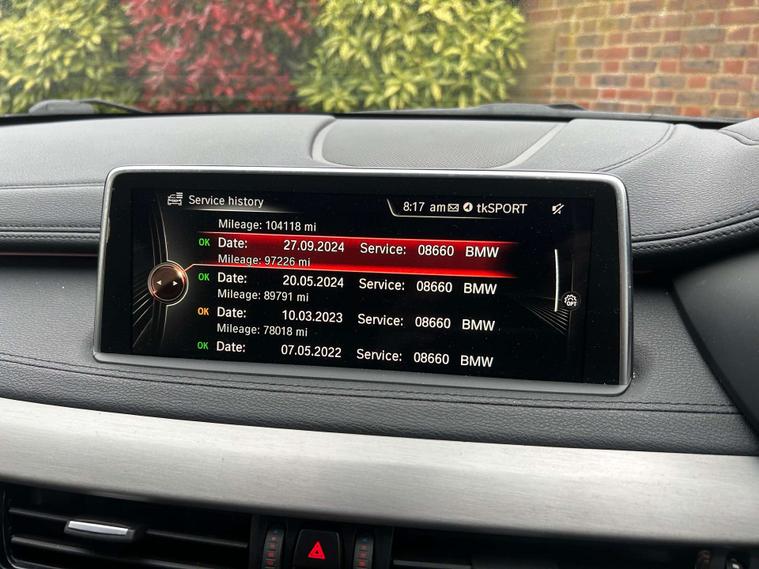 Service history
8:17 am tkSPORT
Mileage: 104118 mi
OK Date: 27.09.2024 Service: 08660 BMW
Mileage: 97226 mi
OK Date: 20.05.2024 Service: 08660 BMW
Mileage: 89791 mi
OK Date: 10.03.2023 Service: 08660 BMW
Mileage: 78018 mi
OK Date: 07.05.2022 Service: 08660 BMW
OPT